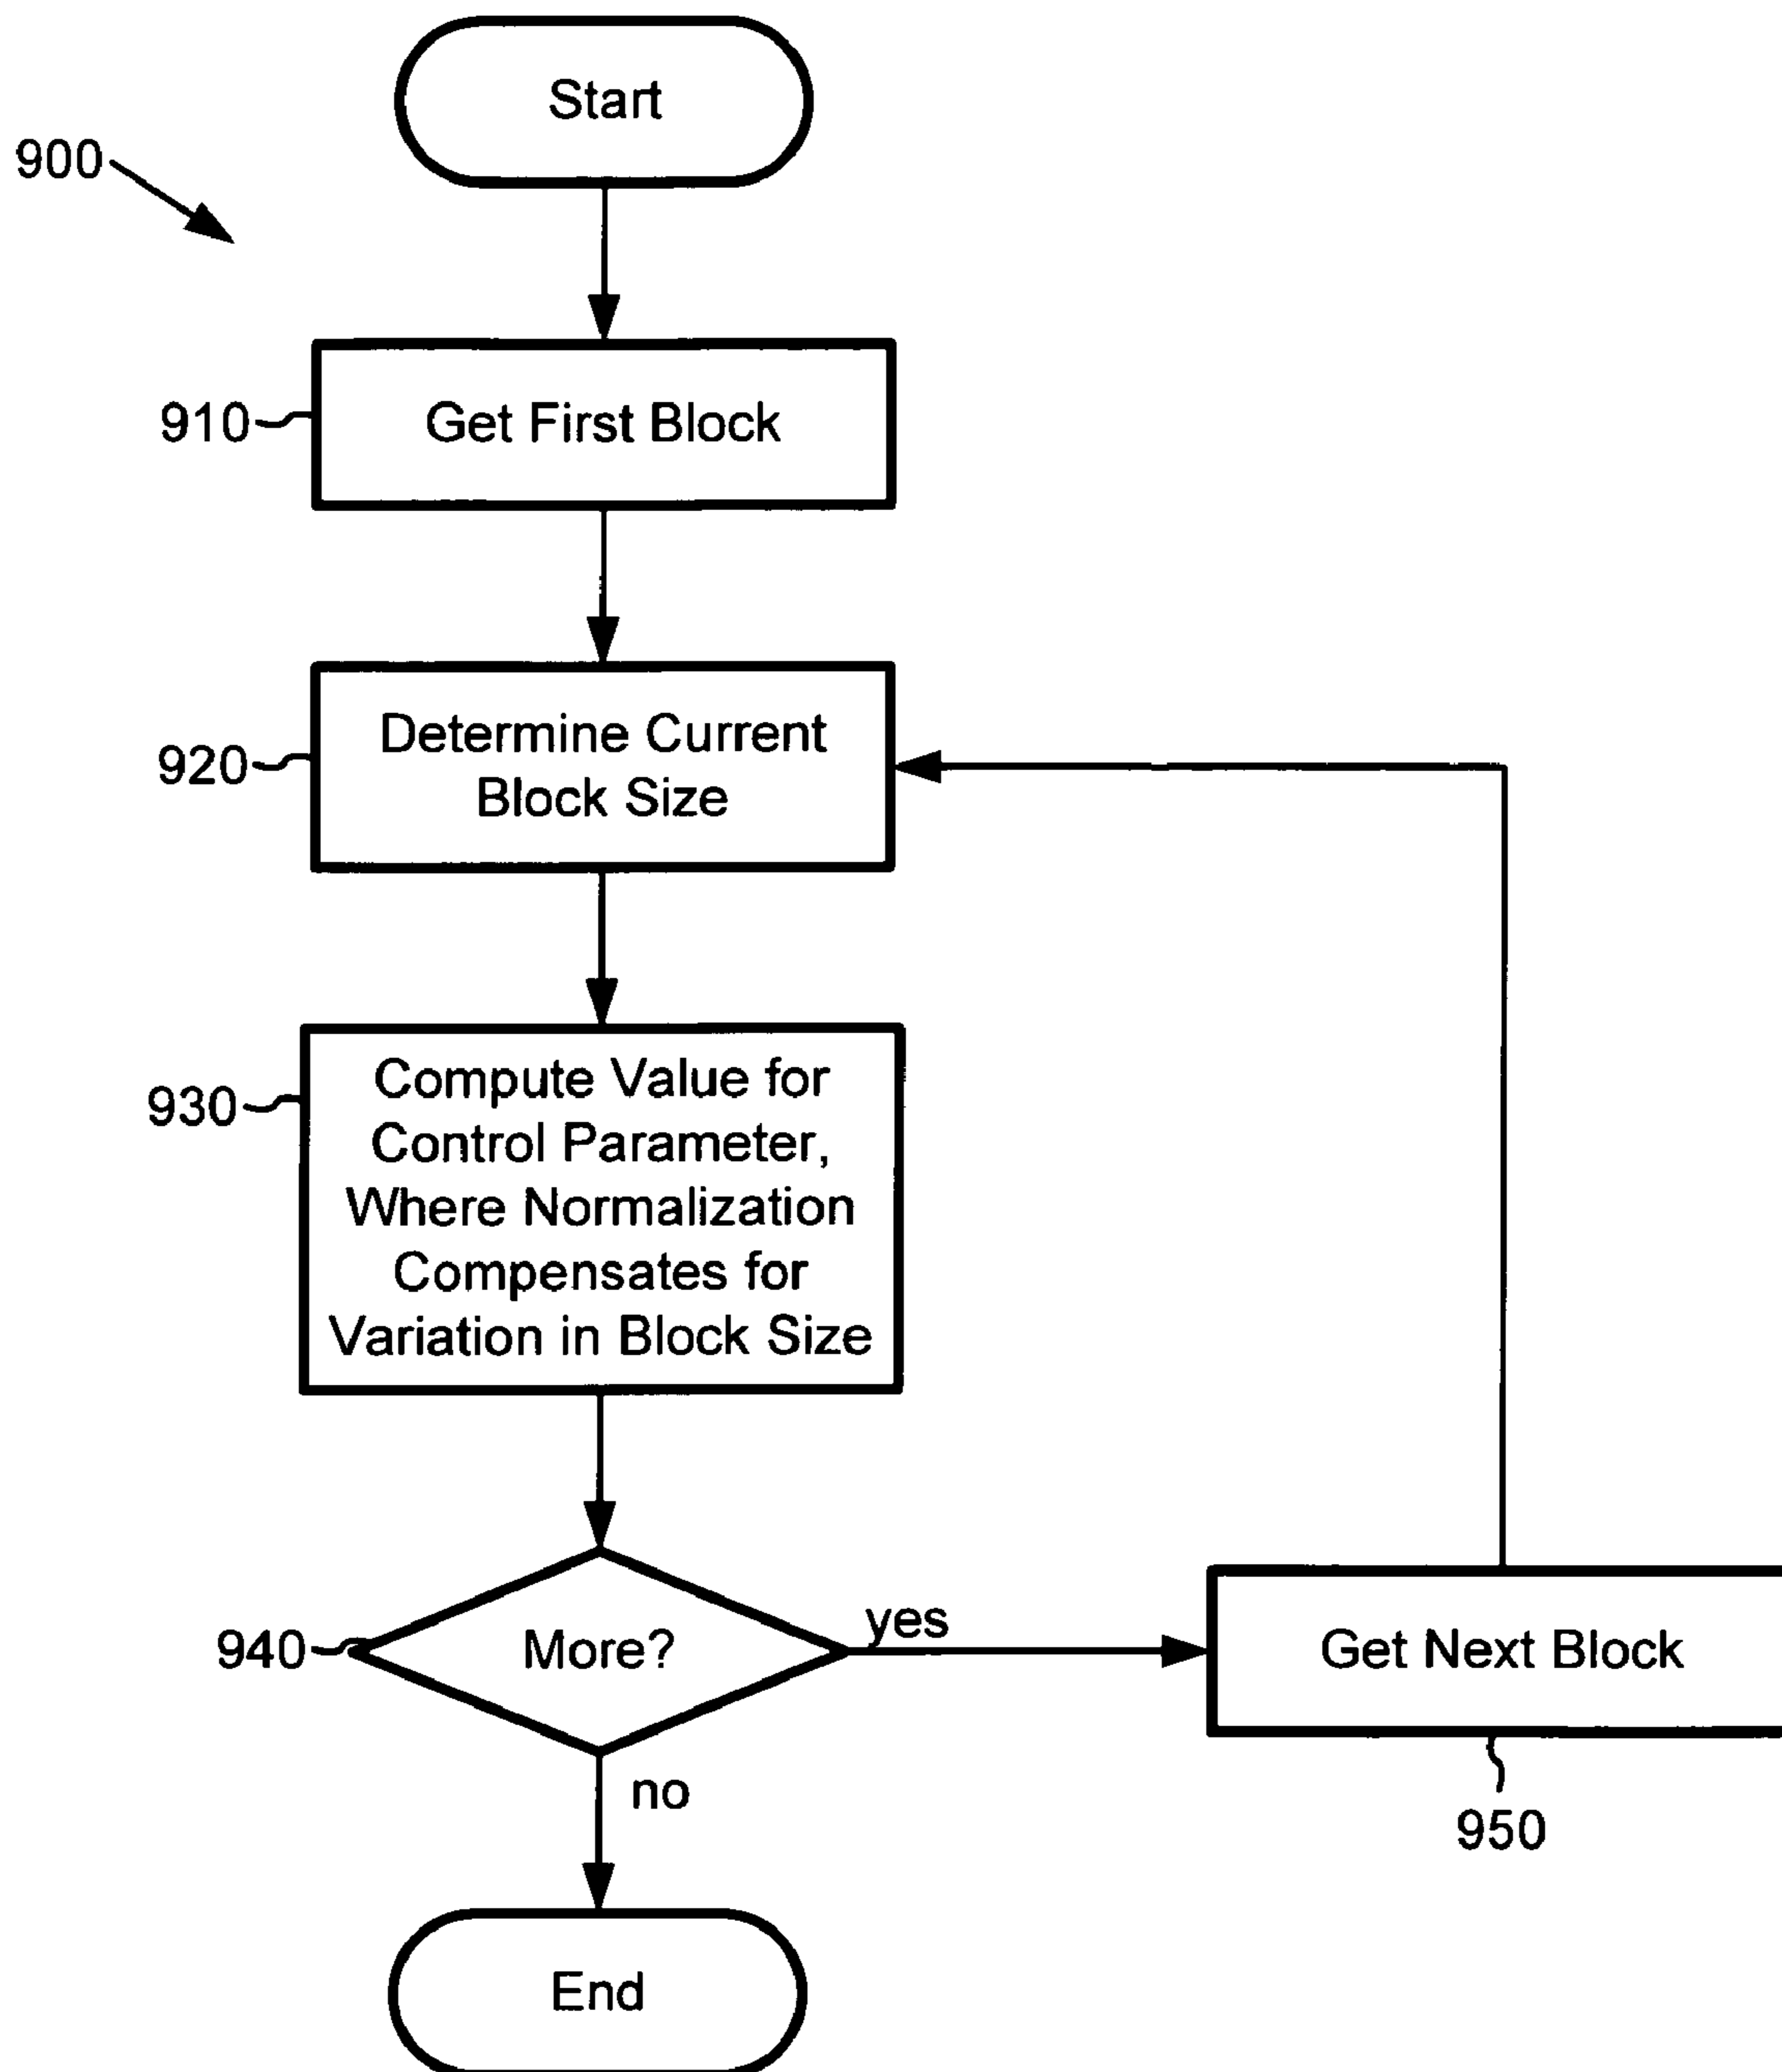 Start
900
910
Get First Block
920
Determine Current
Block Size
930
Compute Value for
Control Parameter,
Where Normalization
Compensates for
Variation in Block Size
940
More?
yes
Get Next Block
950
no
End